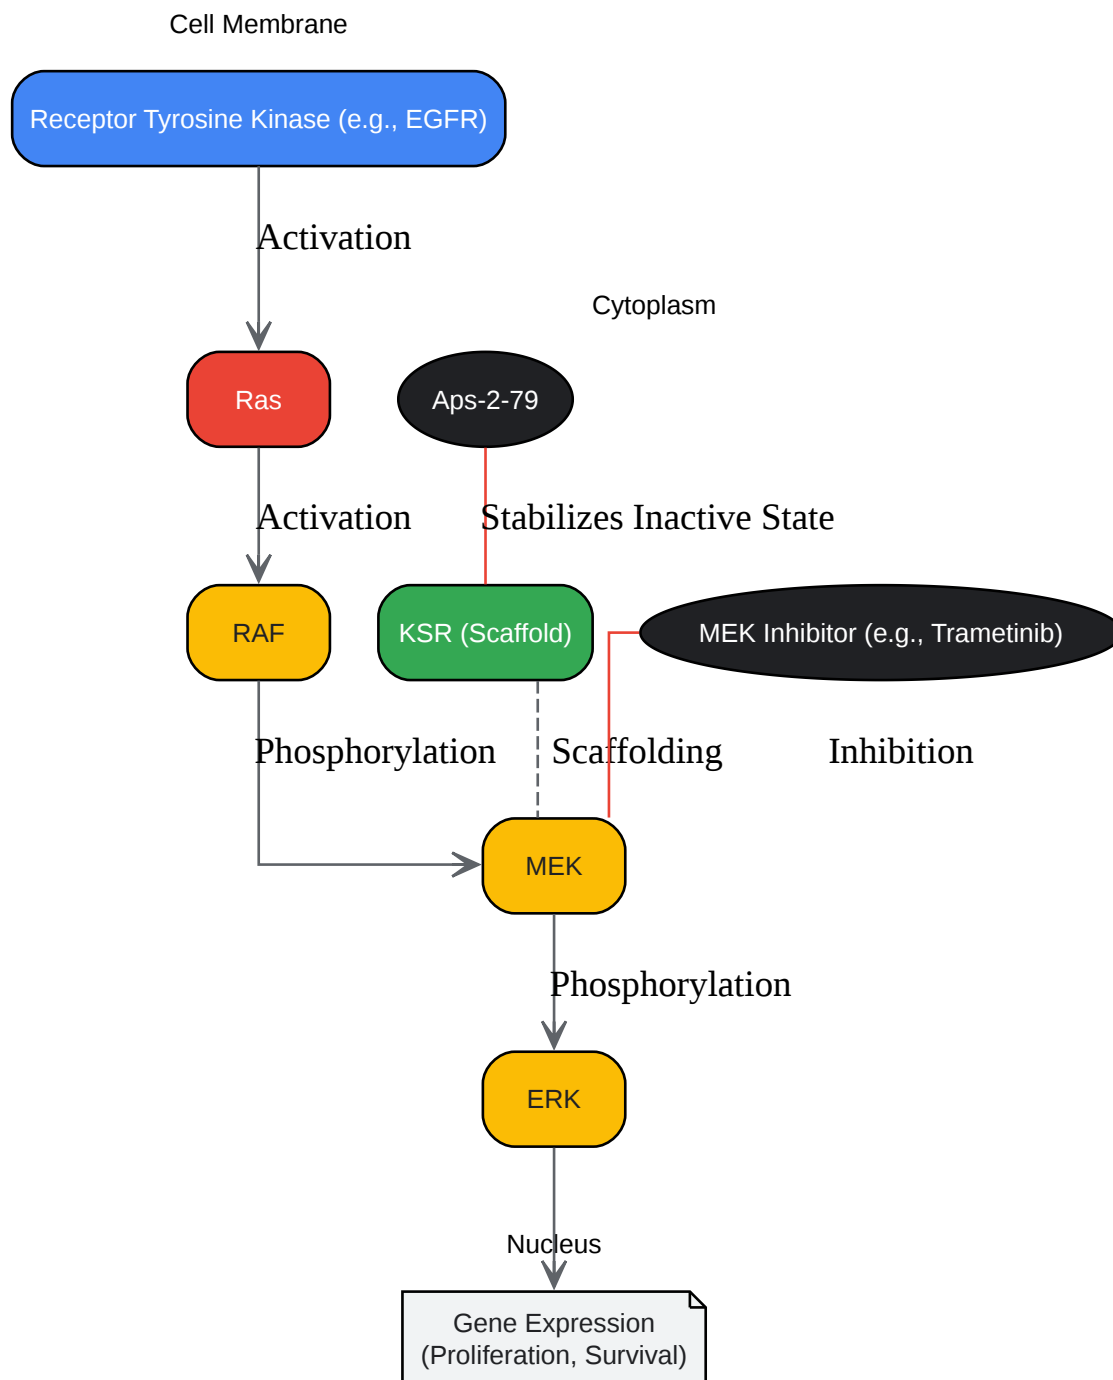 Cell Membrane
Receptor Tyrosine Kinase (e.g., EGFR)
Activation
Cytoplasm
Ras
Aps-2-79
Activation
Stabilizes Inactive State
RAF
KSR (Scaffold)
MEK Inhibitor (e.g., Trametinib)
Phosphorylation
Scaffolding
Inhibition
MEK
Phosphorylation
ERK
Nucleus
Gene Expression
(Proliferation, Survival)